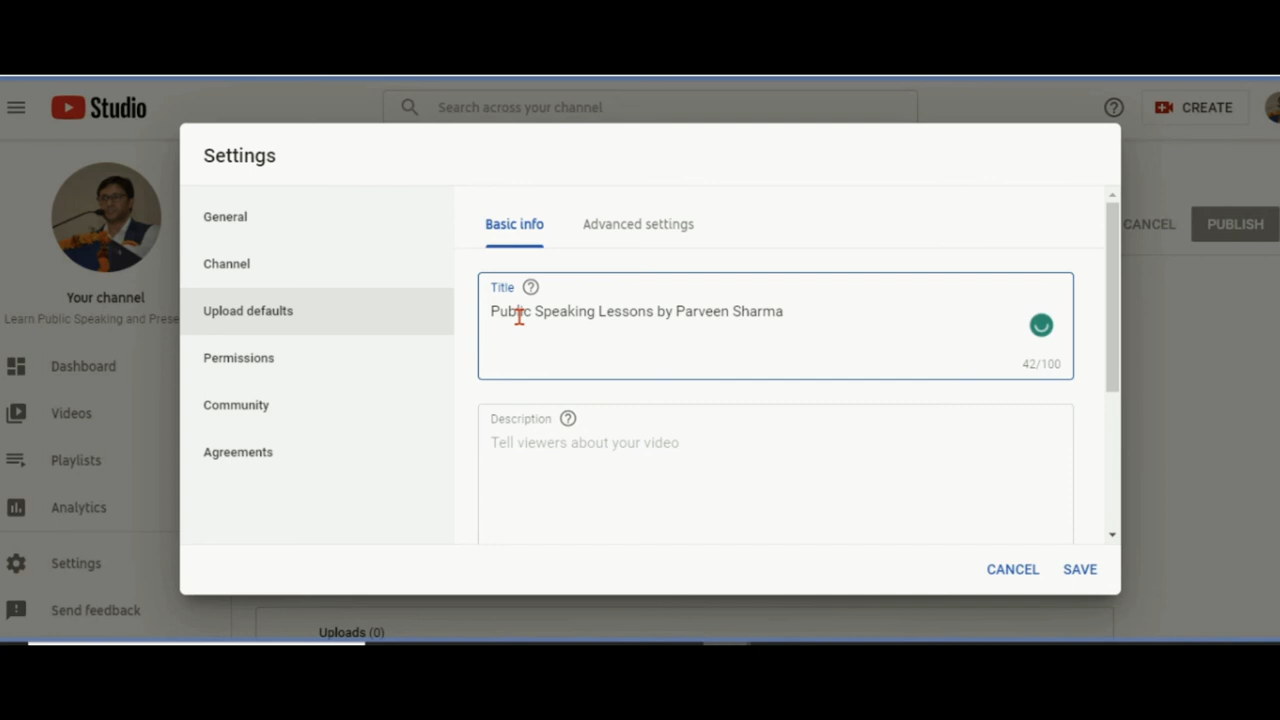 Studio
Search across your channel
CREATE
Settings
General
Channel
Upload defaults
Permissions
Community
Agreements
Basic info
Advanced settings
Title
Public Speaking Lessons by Parveen Sharma
42/100
Description
Tell viewers about your video
CANCEL
SAVE
CANCEL
PUBLISH
Your channel
Learn Public Speaking and Prese
Dashboard
Videos
Playlists
Analytics
Settings
Send feedback
Uploads (0)